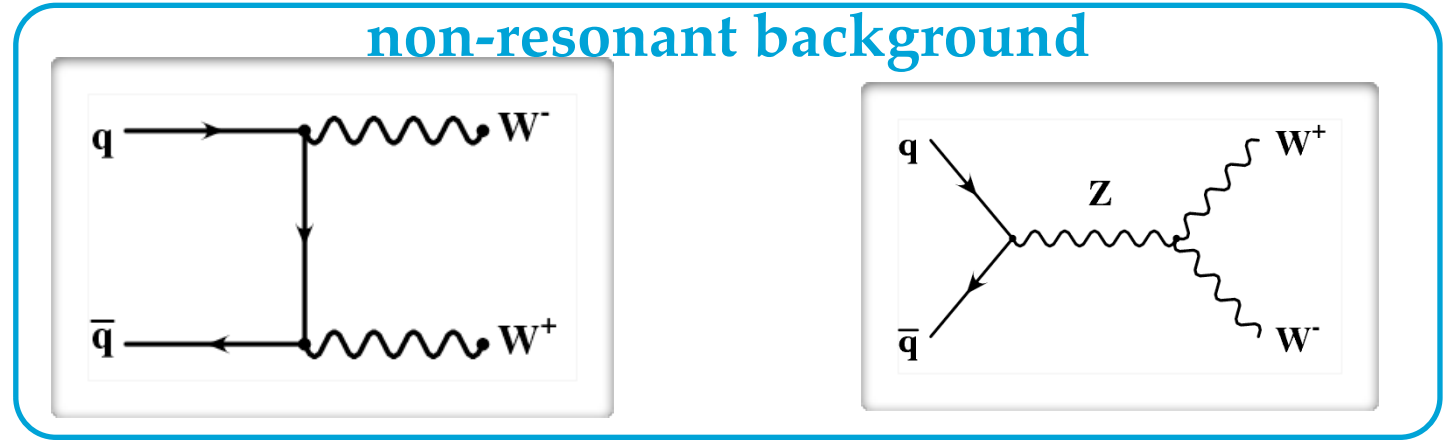 non-resonant background
q W⁻
q̅ W⁺
q W⁺
Z
q̅ W⁻